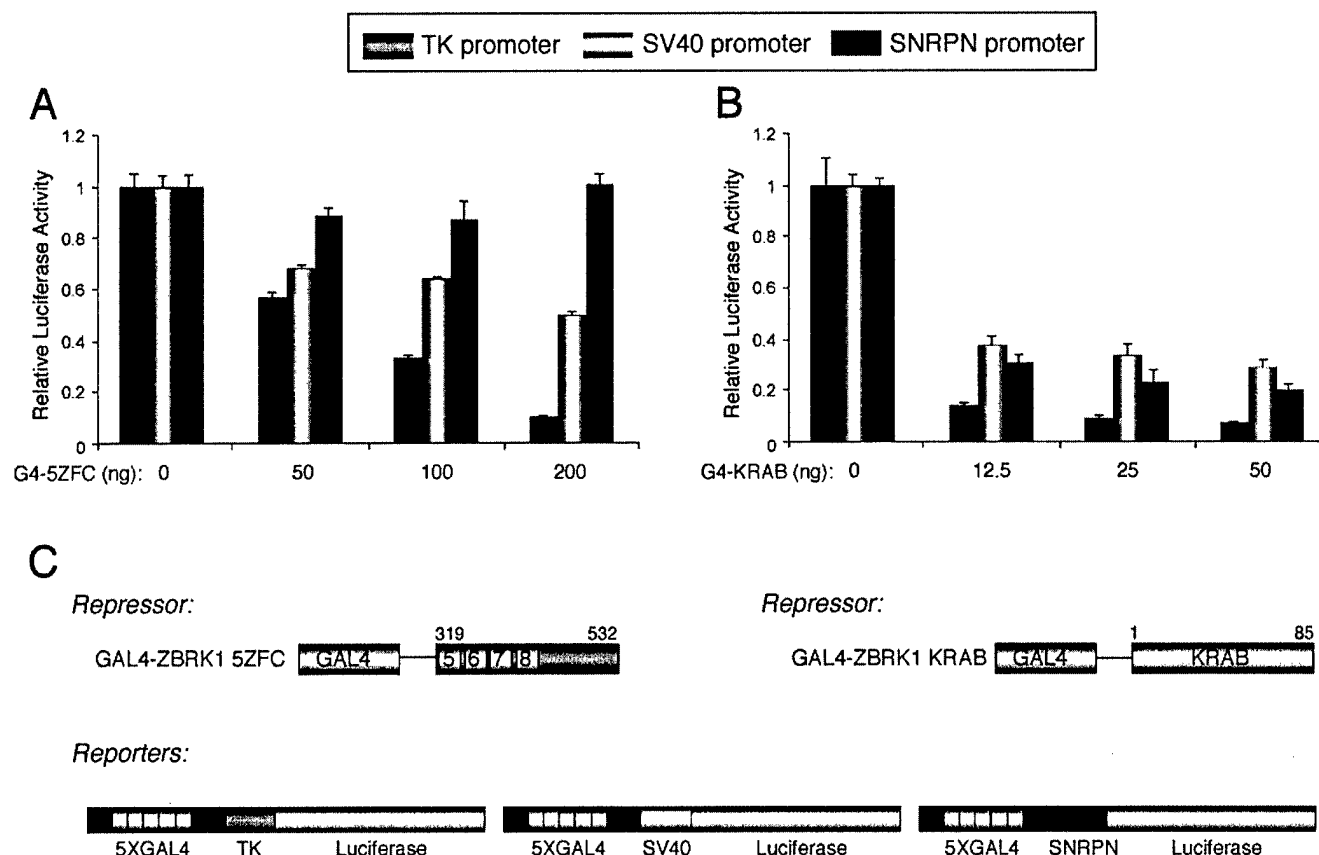 TK promoter SV40 promoter SNRPN promoter
A
1.2
1
0.8
0.6
0.4
0.2
0
Relative Luciferase Activity
G4-5ZFC (ng): 0 50 100 200
B
1.2
1
0.8
0.6
0.4
0.2
0
Relative Luciferase Activity
G4-KRAB (ng): 0 12.5 25 50
C
Repressor:
319 532
GAL4-ZBRK1 5ZFC GAL4 5 6 7 8
Repressor:
1 85
GAL4-ZBRK1 KRAB GAL4 KRAB
Reporters:
5XGAL4 TK Luciferase
5XGAL4 SV40 Luciferase
5XGAL4 SNRPN Luciferase